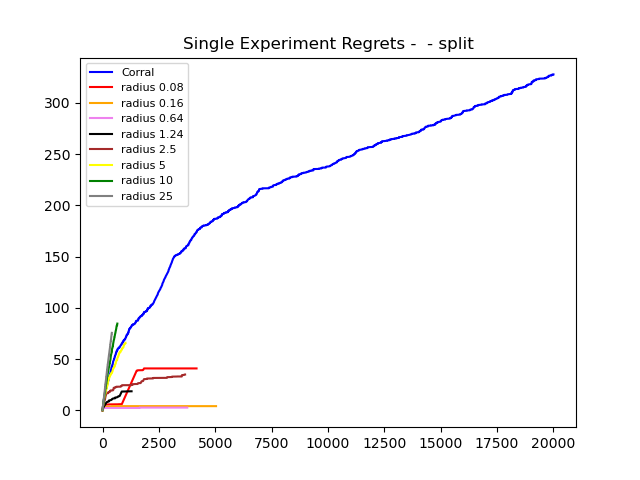 Single Experiment Regrets -  - split
Corral
radius 0.08
radius 0.16
radius 0.64
radius 1.24
radius 2.5
radius 5
radius 10
radius 25
300
250
200
150
100
50
0
0 2500 5000 7500 10000 12500 15000 17500 20000